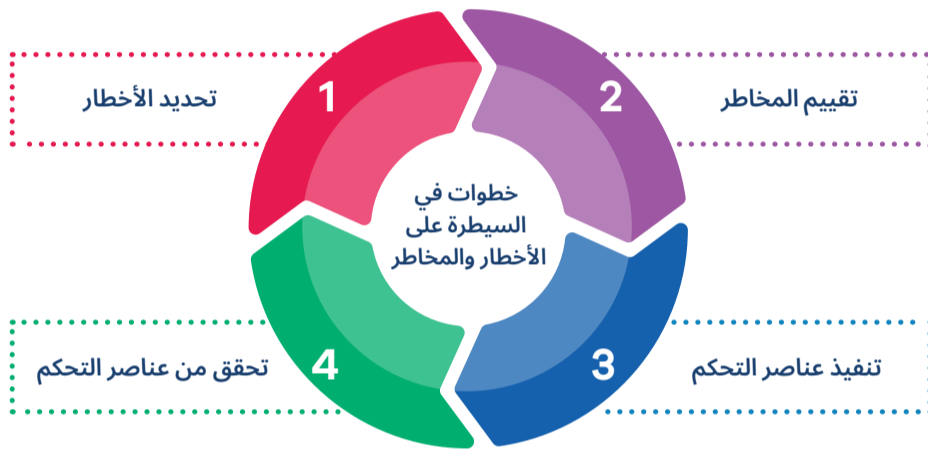 خطوات في
السيطرة على
الأخطار والمخاطر
1
تحديد الأخطار
2
تقييم المخاطر
3
تنفيذ عناصر التحكم
4
تحقق من عناصر التحكم